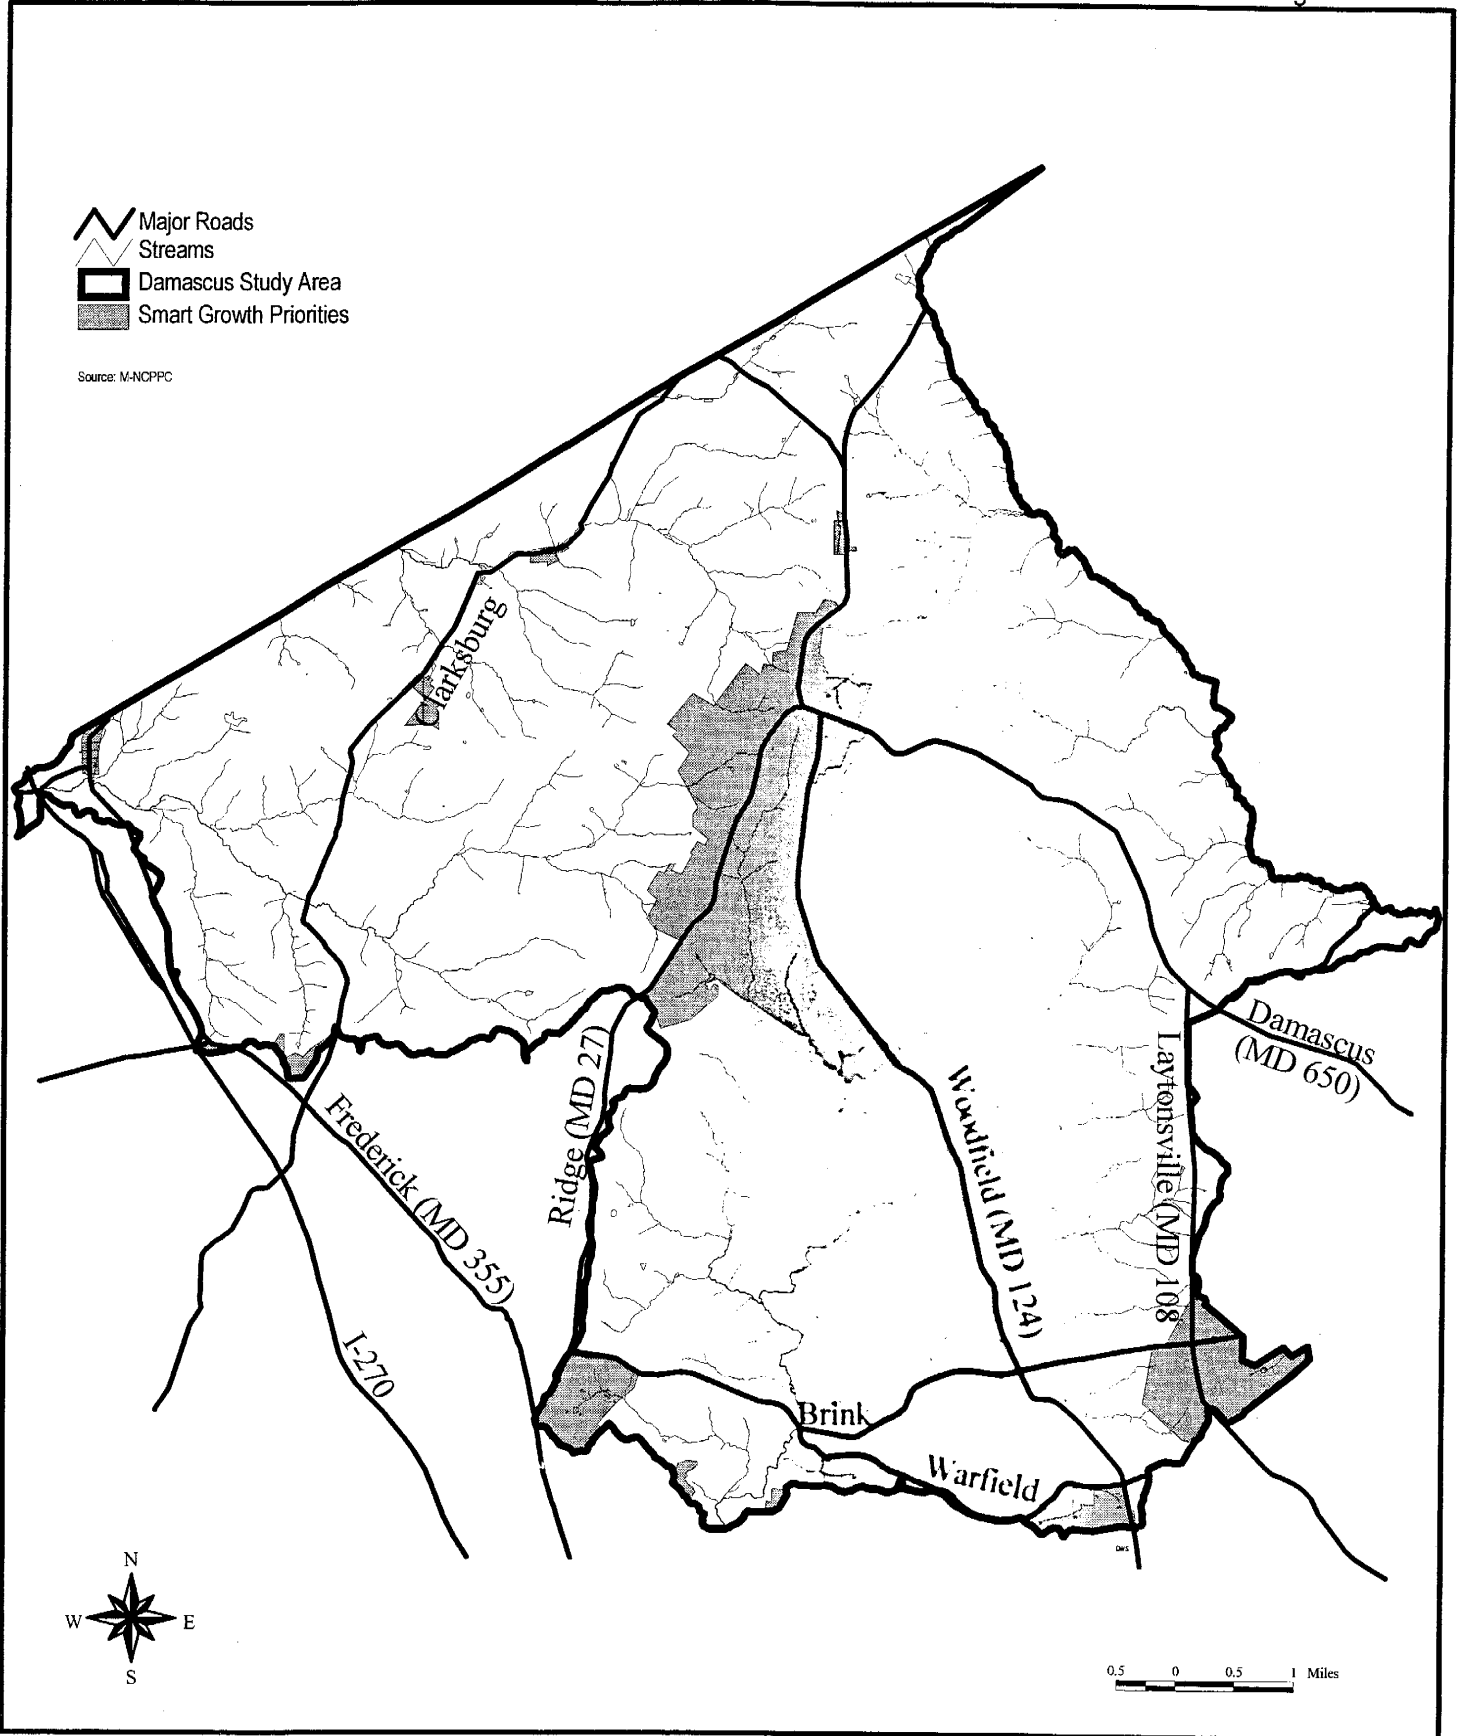 Major Roads
Streams
Damascus Study Area
Smart Growth Priorities
Source: M-NCPPC
Clarksburg
Damascus
(MD 650)
Laytonsville (MD 108
Woodfield (MD 124)
Ridge (MD 27)
Frederick (MD 355)
I-270
Brink
Warfield
DWS
N
W E
S
0.5 0 0.5 1 Miles